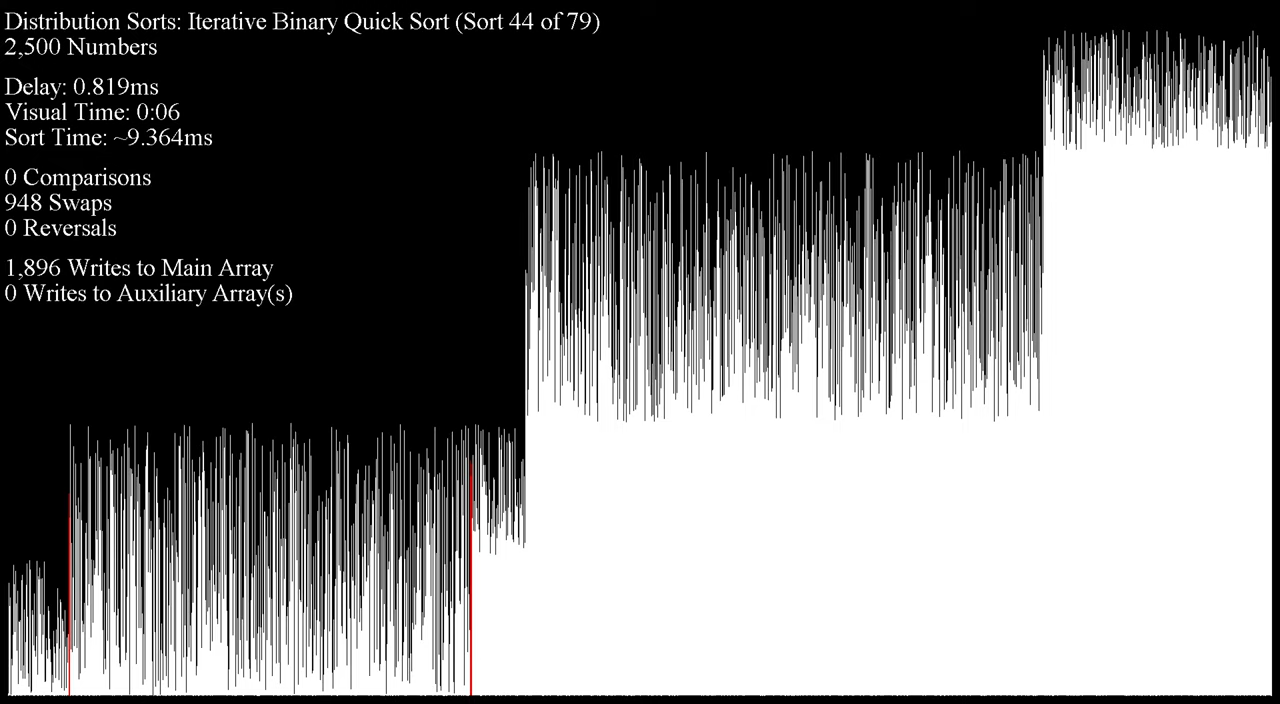 Distribution Sorts: Iterative Binary Quick Sort (Sort 44 of 79)
2,500 Numbers
Delay: 0.819ms
Visual Time: 0:06
Sort Time: ~9.364ms
0 Comparisons
948 Swaps
0 Reversals
1,896 Writes to Main Array
0 Writes to Auxiliary Array(s)